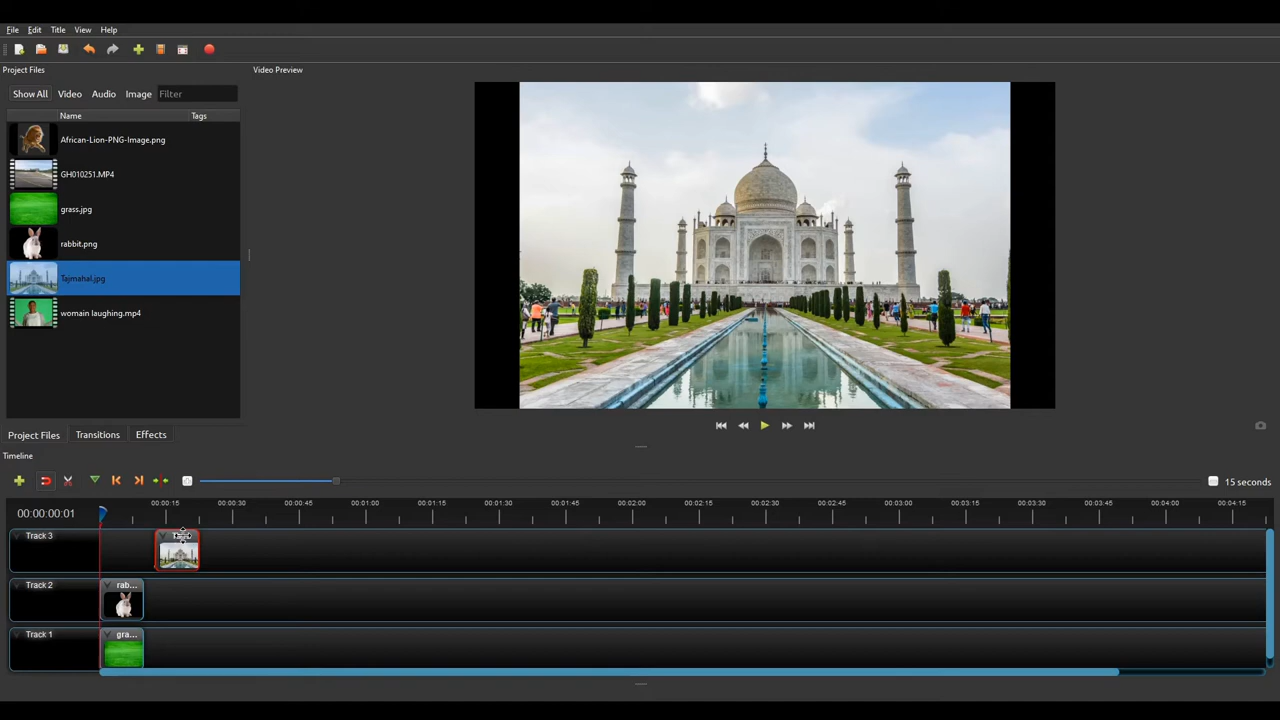 File Edit Title View Help
Project Files
Video Preview
Show All Video Audio Image Filter
Name Tags
African-Lion-PNG-Image.png
GH010251.MP4
grass.jpg
rabbit.png
Tajmahal.jpg
womain laughing.mp4
Project Files Transitions Effects
Timeline
15 seconds
00:00:00:01
00:00:15 00:00:30 00:00:45 00:01:00 00:01:15 00:01:30 00:01:45 00:02:00 00:02:15 00:02:30 00:02:45 00:03:00 00:03:15 00:03:30 00:03:45 00:04:00 00:04:15
Track 3
Track 2 rab...
Track 1 gra...